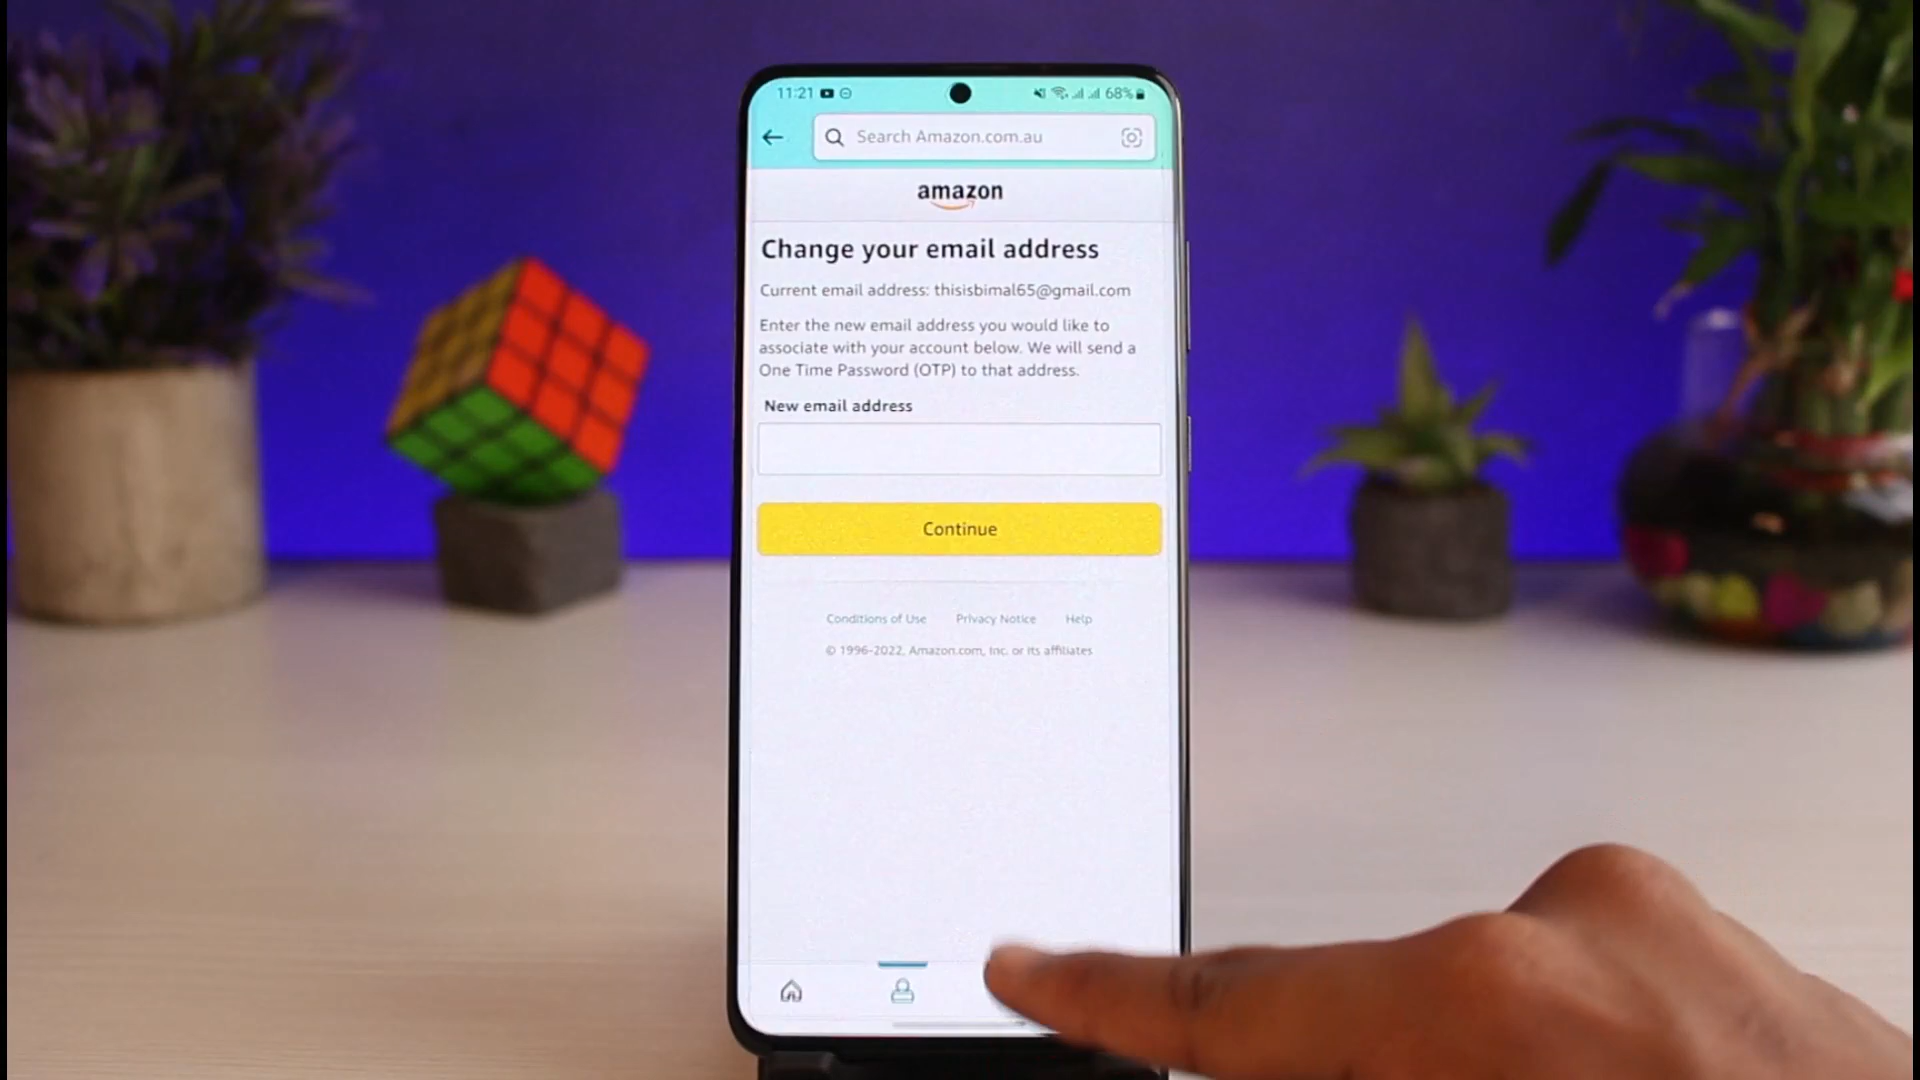 11:21
68%
Search Amazon.com.au
amazon
Change your email address
Current email address: thisisbimal65@gmail.com
Enter the new email address you would like to
associate with your account below. We will send a
One Time Password (OTP) to that address.
New email address
Continue
Conditions of Use Privacy Notice Help
© 1996-2022, Amazon.com, Inc. or its affiliates